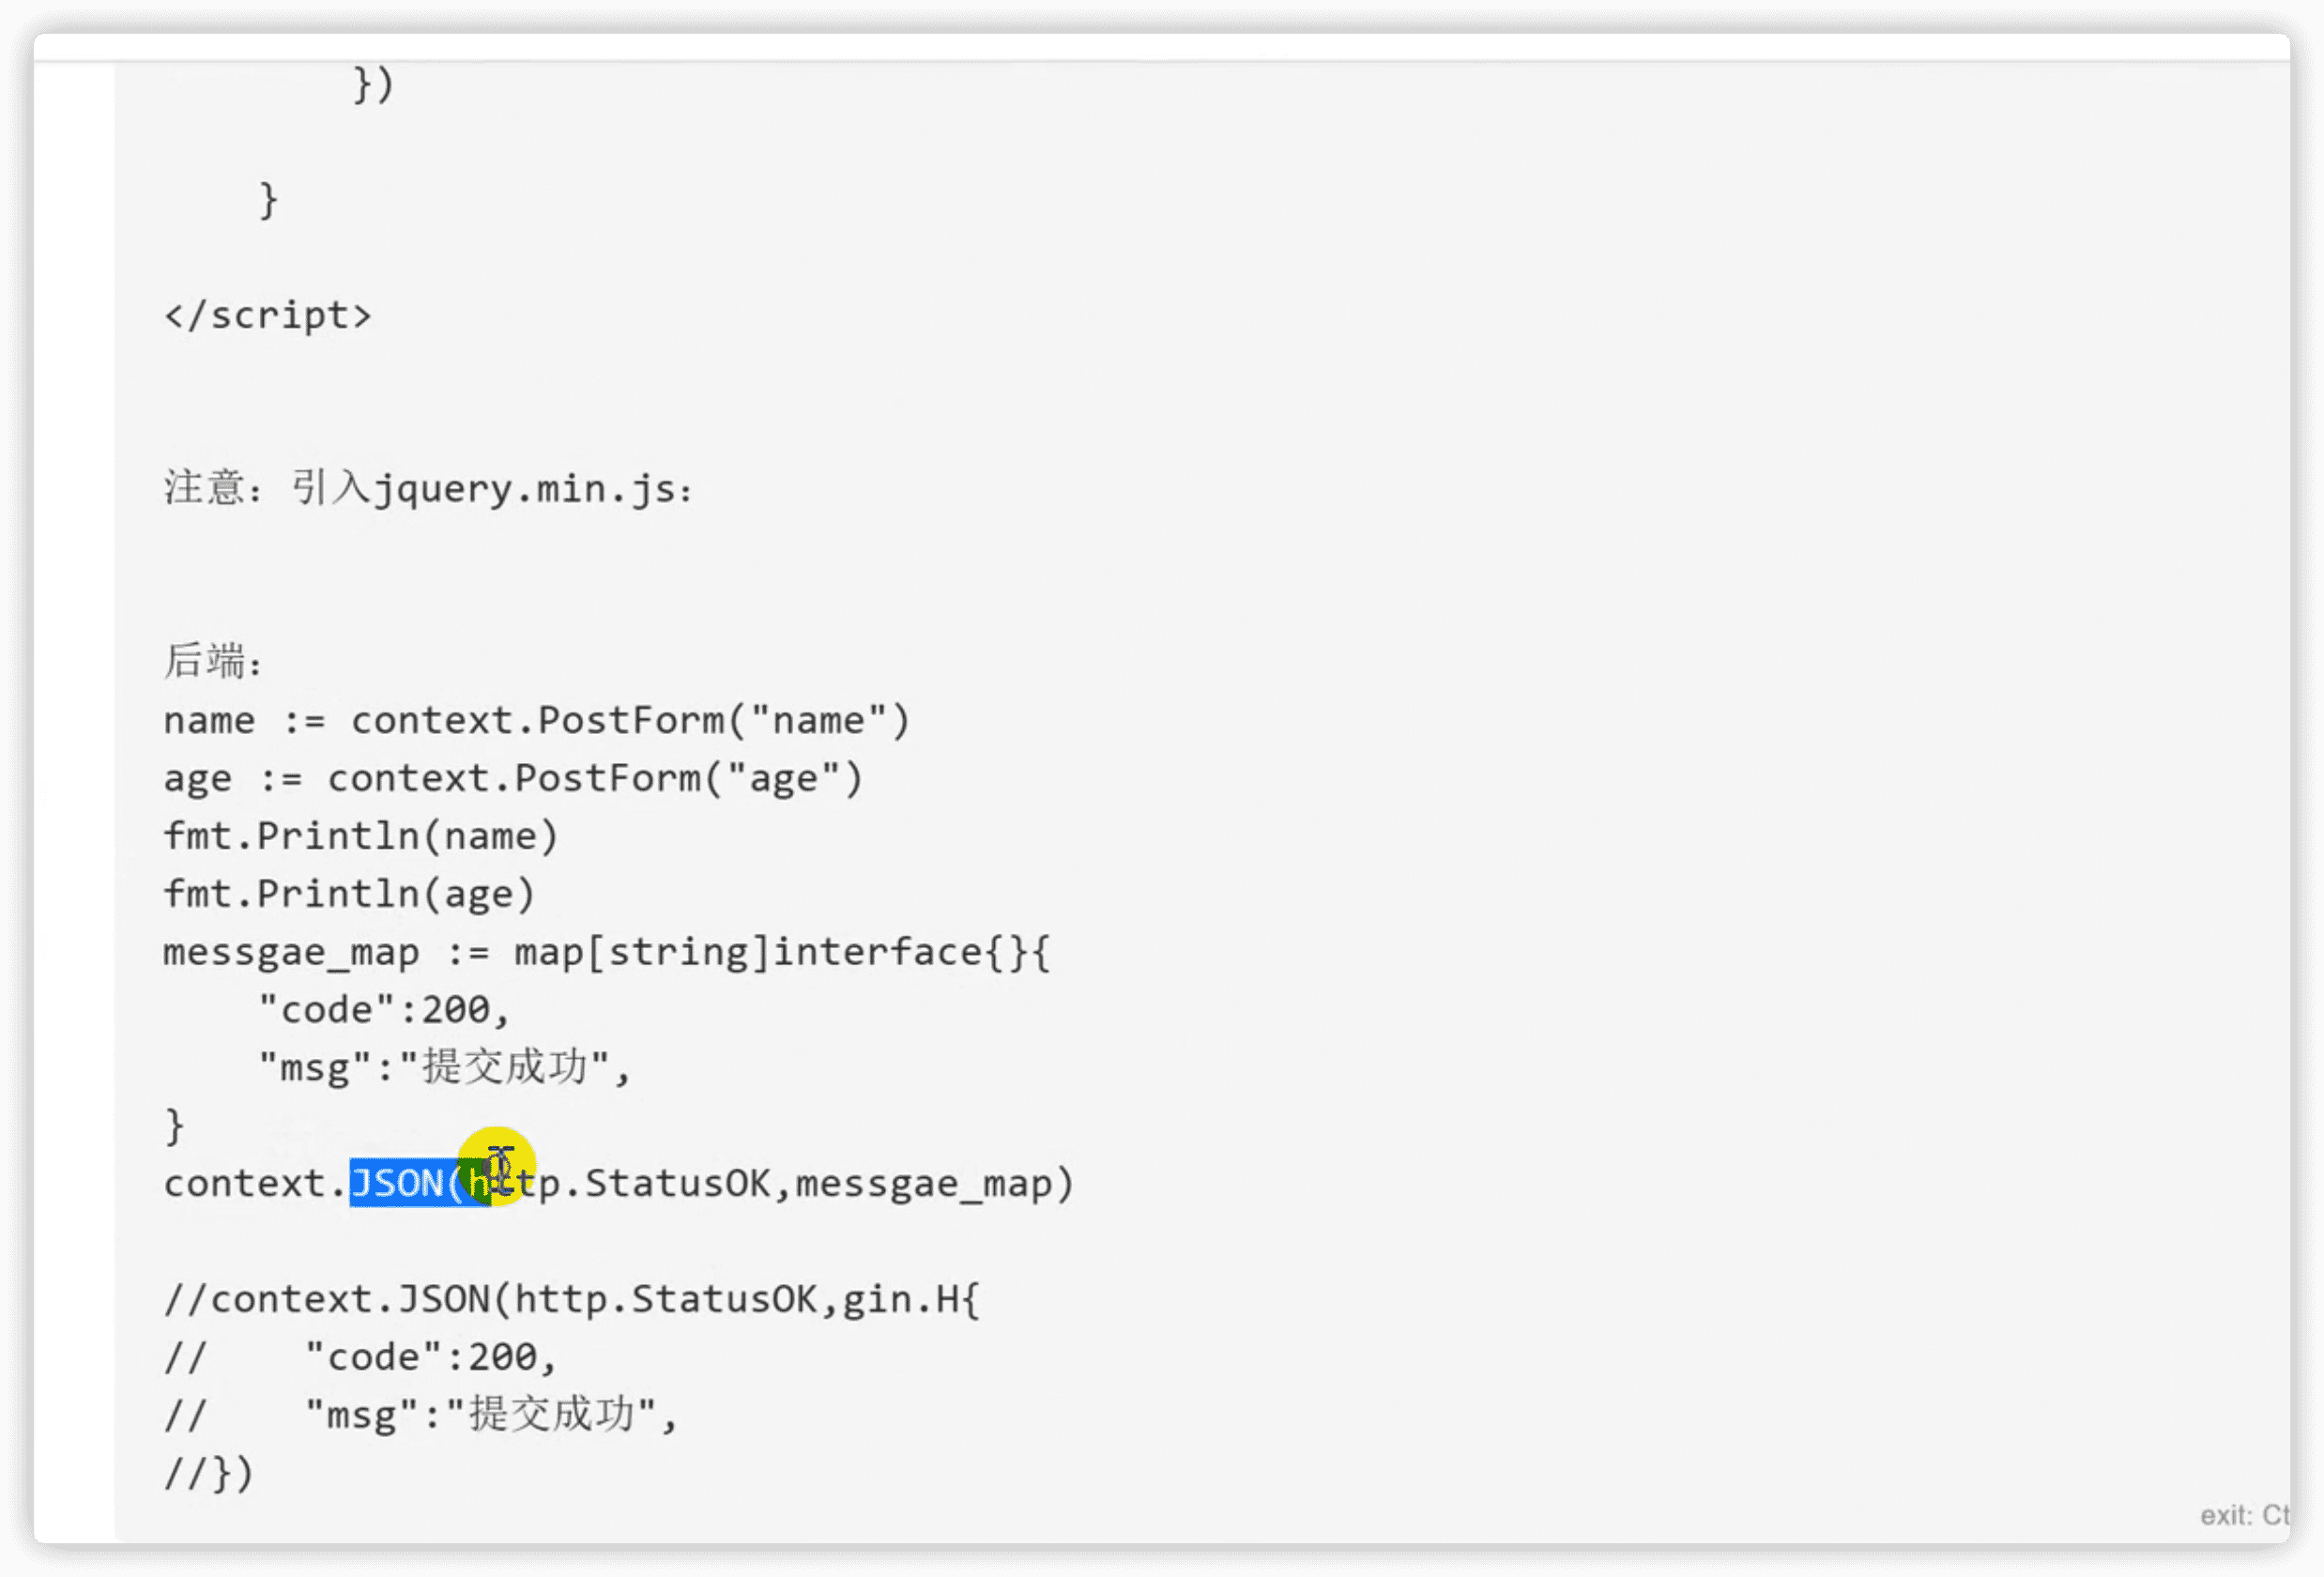 })
}
</script>
注意：引入jquery.min.js：
后端：
name := context.PostForm("name")
age := context.PostForm("age")
fmt.Println(name)
fmt.Println(age)
messgae_map := map[string]interface{}{
"code":200,
"msg":"提交成功",
}
context.JSON(http.StatusOK,messgae_map)
//context.JSON(http.StatusOK,gin.H{
//    "code":200,
//    "msg":"提交成功",
//})
exit: Ct